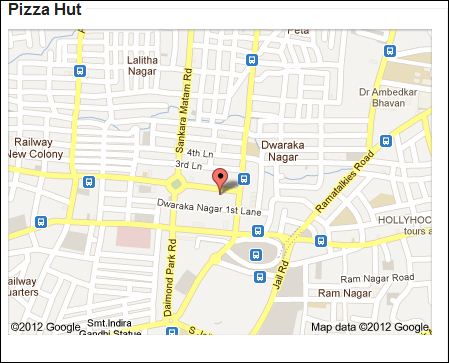 Pizza Hut
Peta
Lalitha
Nagar
Sankara Matam Rd
Dr Ambedkar
Bhavan
Railway
New Colony
4th Ln
3rd Ln
Dwaraka
Nagar
Ramatalkies Road
Dwaraka Nagar 1st Lane
HOLLYHOC
tours a
Daimond Park Rd
Jail Rd
Ram Nagar Road
Railway
uarters
Ram Nagar
©2012 Google
Smt.Indira
Gandhi Statue
Map data ©2012 Google